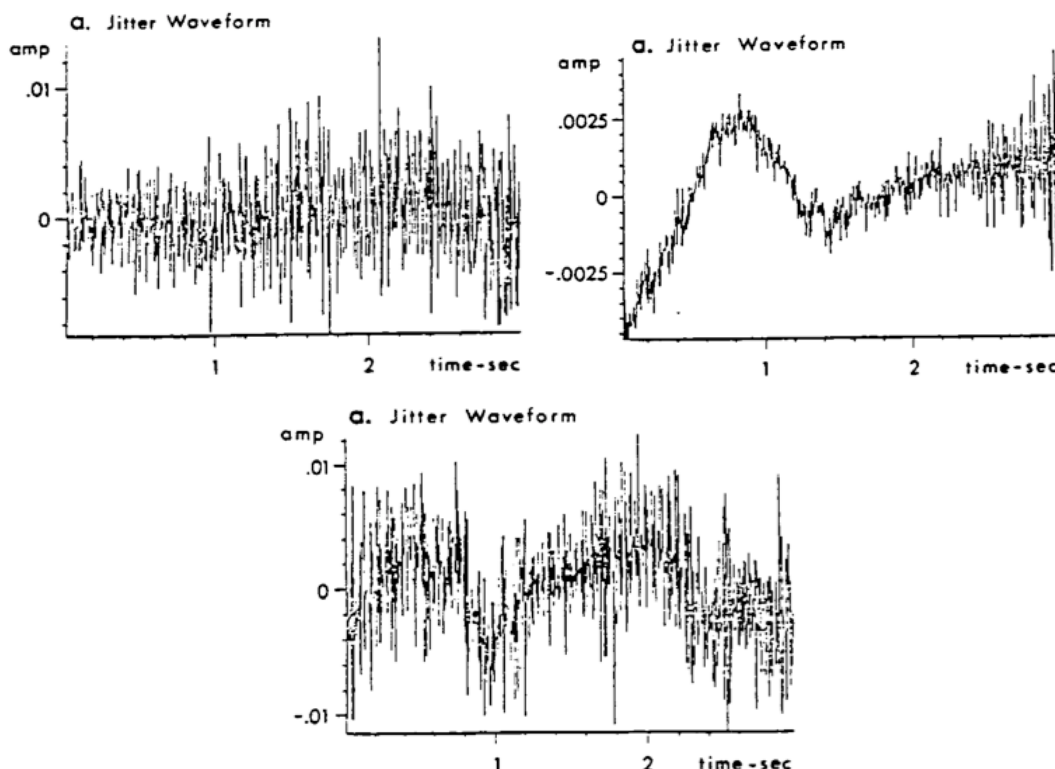 a. Jitter Waveform
amp
.01
0
1 2 time-sec
a. Jitter Waveform
amp
.0025
0
-.0025
1 2 time-sec
a. Jitter Waveform
amp
.01
0
-.01
1 2 time-sec